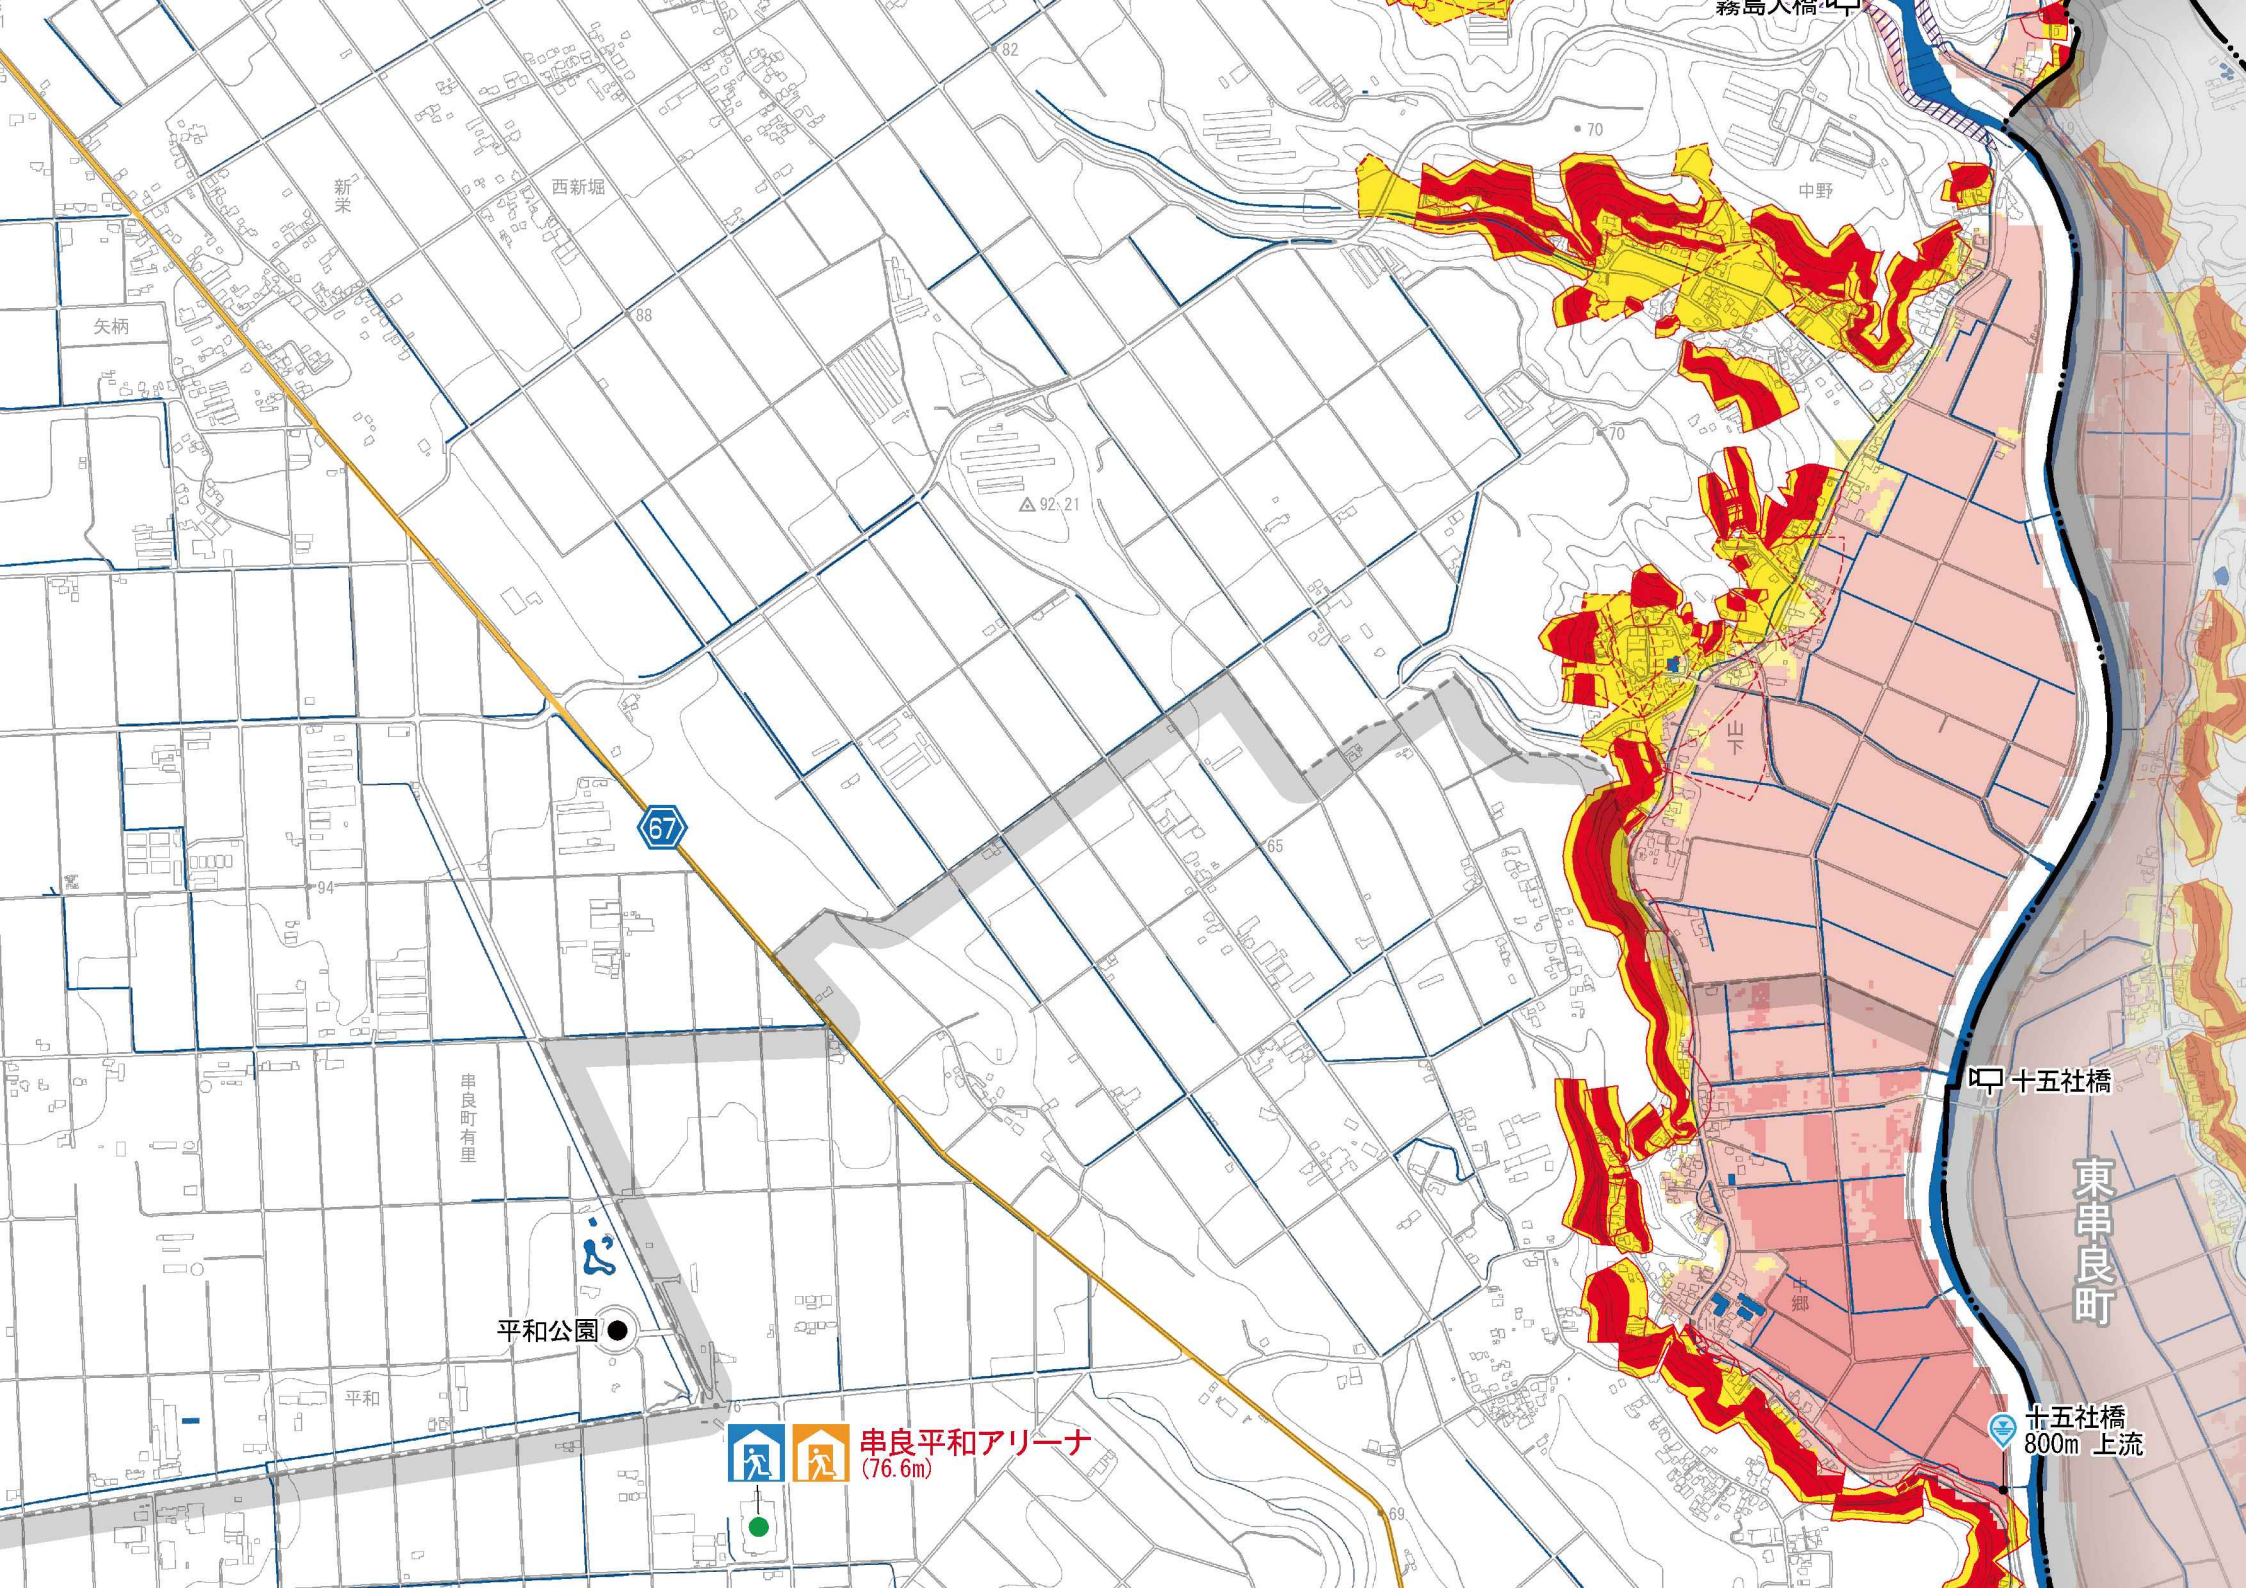 霧島大橋
82
70
新栄
西新堀
中野
88
矢柄
70
92.21
山下
67
65
94
十五社橋
串良町有里
東串良町
中郷
平和公園
平和
76
串良平和アリーナ
(76.6m)
十五社橋
800m 上流
69